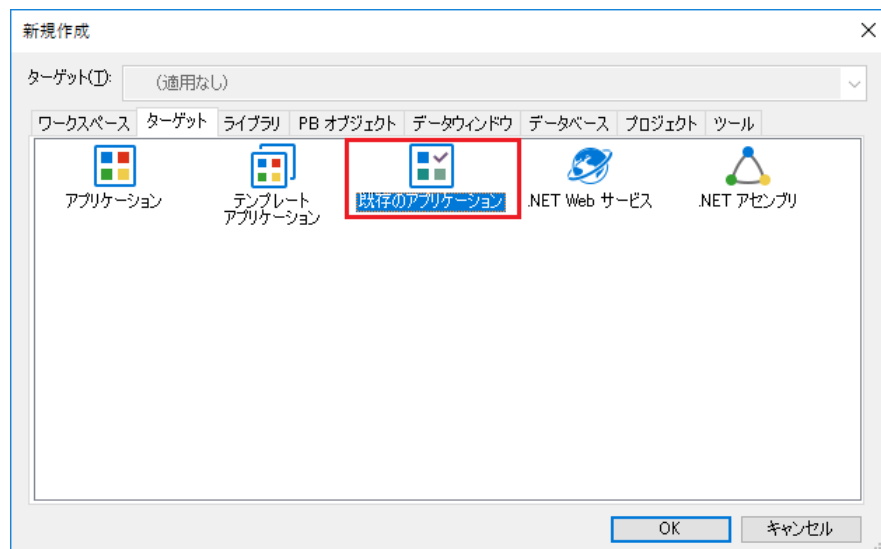 新規作成
ターゲット(T):
(適用なし)
ワークスペース ターゲット ライブラリ PB オブジェクト データウィンドウ データベース プロジェクト ツール
アプリケーション
テンプレート
アプリケーション
既存のアプリケーション
.NET Web サービス
.NET アセンブリ
OK キャンセル